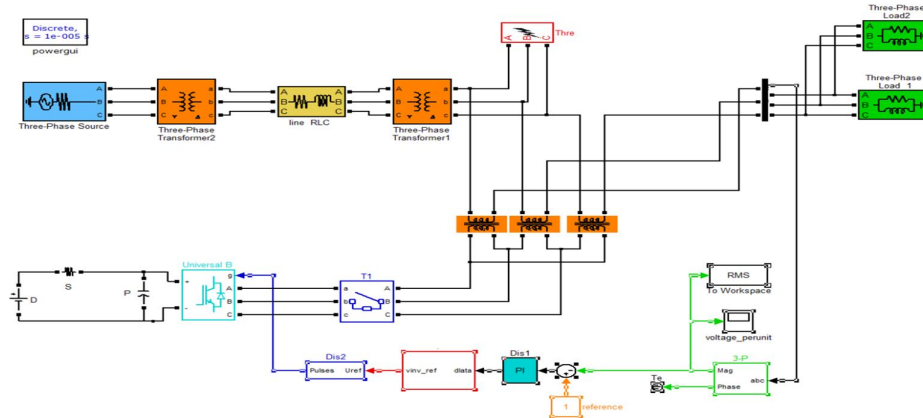 Discrete,
s = 1e-005 s
powergui
Thre
A B C
Three-Phase
Load2
A
B
C
Three-Phase
Load 1
A
B
C
A
B
C
Three-Phase Source
A a
B b
C c
Three-Phase
Transformer2
A A
B B
C C
line RLC
A a
B b
C c
Three-Phase
Transformer1
Universal B
g
+ A
B
- C
T1
a A
b B
c C
S
D
P
+
RMS
To Workspace
voltage_perunit
3-P
Mag
abc
Phase
Te
Dis2
Pulses Uref
vinv_ref dlata
Dis1
PI
1
reference